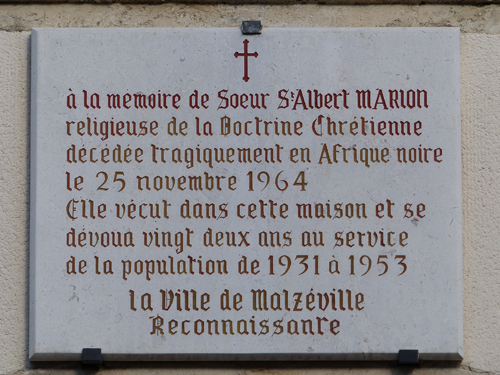 à la mémoire de Soeur St Albert MARION
religieuse de la Doctrine Chrétienne
décédée tragiquement en Afrique noire
le 25 novembre 1964
Elle vécut dans cette maison et se
dévoua vingt deux ans au service
de la population de 1931 à 1953
la Ville de Malzéville
Reconnaissante